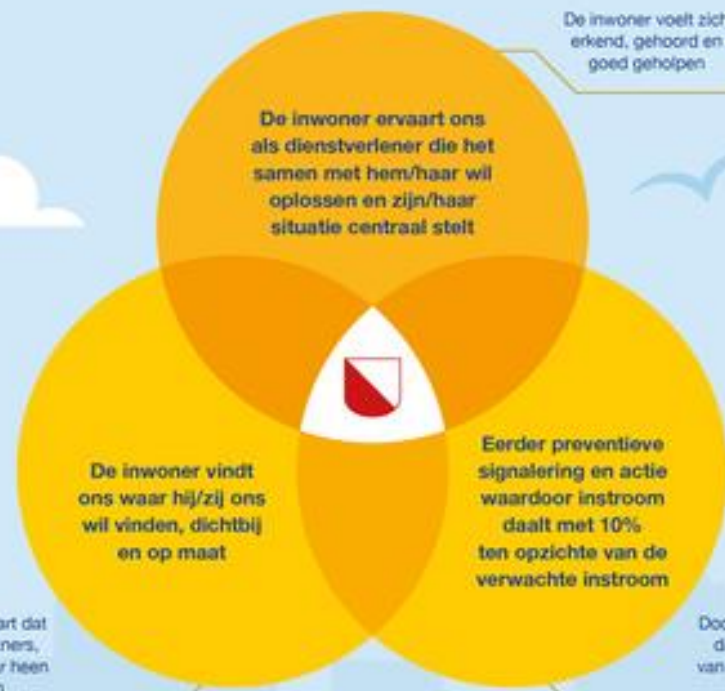 De inwoner voelt zich
erkend, gehoord en
goed geholpen
De inwoner ervaart ons
als dienstverlener die het
samen met hem/haar wil
oplossen en zijn/haar
situatie centraal stelt
De inwoner vindt
ons waar hij/zij ons
wil vinden, dichtbij
en op maat
Eerder preventieve
signalering en actie
waardoor instroom
daalt met 10%
ten opzichte van de
verwachte instroom
dat
heen
van